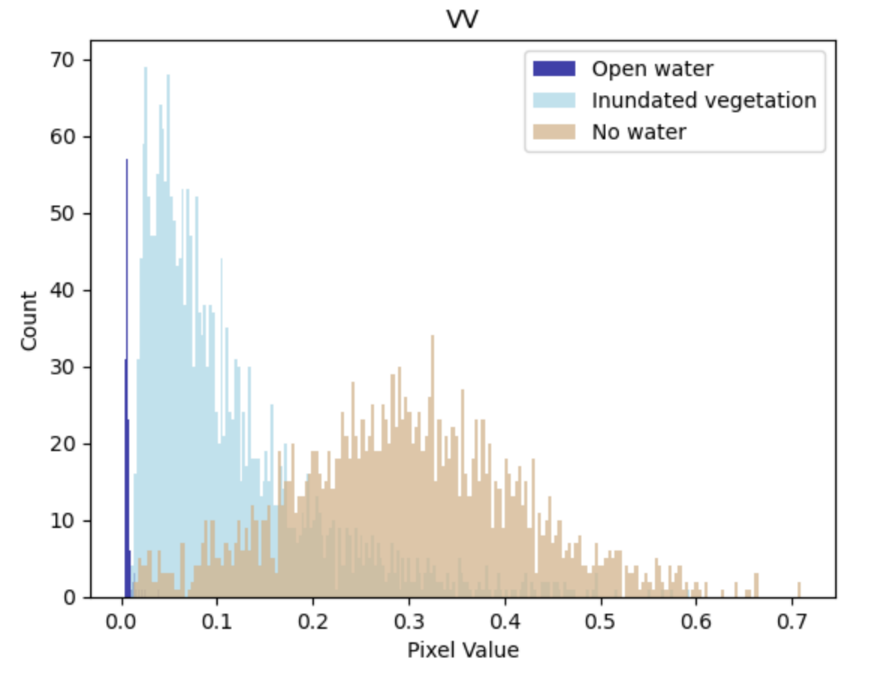 VV
70
60
50
40
30
20
10
0
Count
Open water
Inundated vegetation
No water
0.0 0.1 0.2 0.3 0.4 0.5 0.6 0.7
Pixel Value